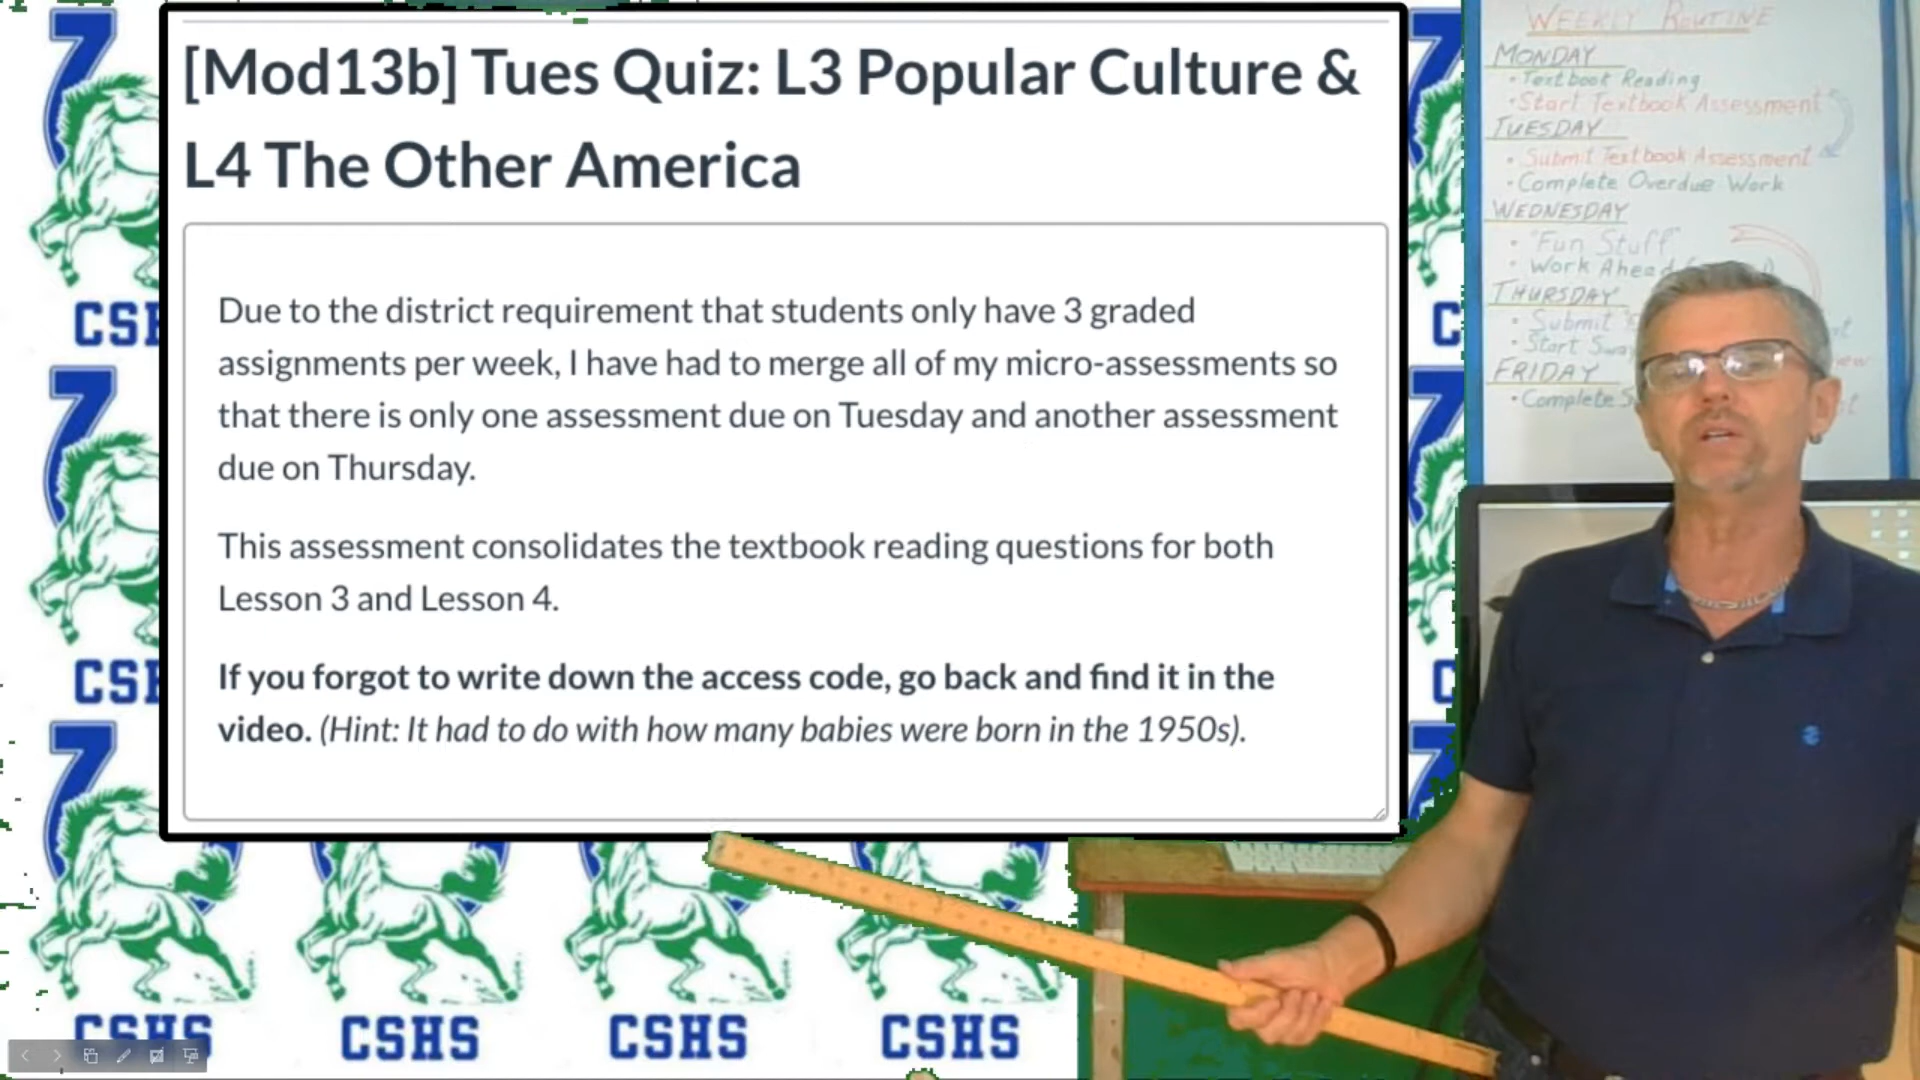 [Mod13b] Tues Quiz: L3 Popular Culture &
L4 The Other America
Due to the district requirement that students only have 3 graded
assignments per week, I have had to merge all of my micro-assessments so
that there is only one assessment due on Tuesday and another assessment
due on Thursday.
This assessment consolidates the textbook reading questions for both
Lesson 3 and Lesson 4.
If you forgot to write down the access code, go back and find it in the
video. (Hint: It had to do with how many babies were born in the 1950s).
WEEKLY ROUTINE
MONDAY
• Textbook Reading
• Start Textbook Assessment
TUESDAY
• Submit Textbook Assessment
• Complete Overdue Work
WEDNESDAY
• "Fun Stuff"
• Work Ahead
THURSDAY
• Submit
• Start
FRIDAY
• Complete
CSHS
CSHS
CSHS
CSHS